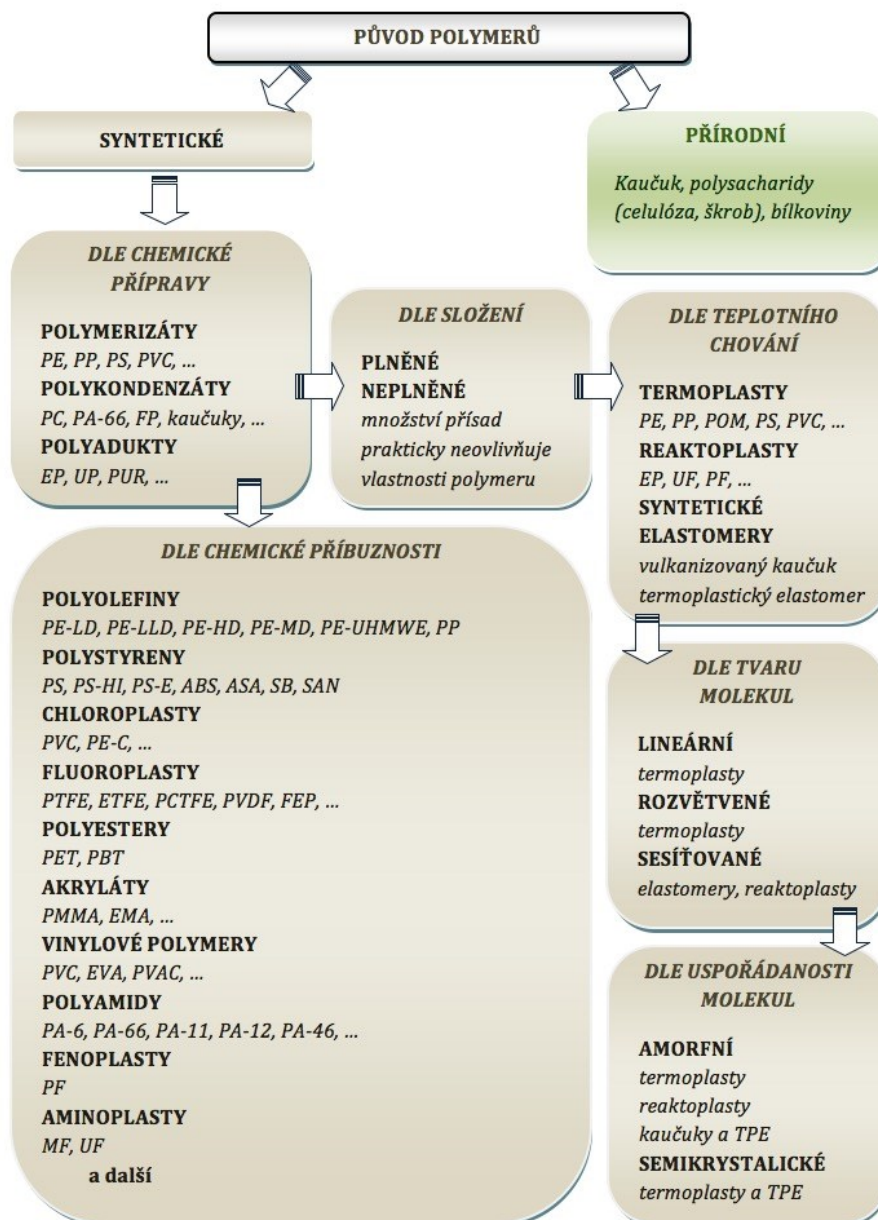 PŮVOD POLYMERŮ
SYNTETICKÉ
PŘÍRODNÍ
Kaučuk, polysacharidy
(celulóza, škrob), bílkoviny
DLE CHEMICKÉ
PŘÍPRAVY
POLYMERIZÁTY
PE, PP, PS, PVC, ...
POLYKONDENZÁTY
PC, PA-66, FP, kaučuky, ...
POLYADUKTY
EP, UP, PUR, ...
DLE SLOŽENÍ
PLNĚNÉ
NEPLNĚNÉ
množství přísad
prakticky neovlivňuje
vlastnosti polymeru
DLE TEPLOTNÍHO
CHOVÁNÍ
TERMOPLASTY
PE, PP, POM, PS, PVC, ...
REAKTOPLASTY
EP, UF, PF, ...
SYNTETICKÉ
ELASTOMERY
vulkanizovaný kaučuk
termoplastický elastomer
DLE CHEMICKÉ PŘÍBUZNOSTI
POLYOLEFINY
PE-LD, PE-LLD, PE-HD, PE-MD, PE-UHMWE, PP
POLYSTYRENY
PS, PS-HI, PS-E, ABS, ASA, SB, SAN
CHLOROPLASTY
PVC, PE-C, ...
FLUOROPLASTY
PTFE, ETFE, PCTFE, PVDF, FEP, ...
POLYESTERY
PET, PBT
AKRYLÁTY
PMMA, EMA, ...
VINYLOVÉ POLYMERY
PVC, EVA, PVAC, ...
POLYAMIDY
PA-6, PA-66, PA-11, PA-12, PA-46, ...
FENOPLASTY
PF
AMINOPLASTY
MF, UF
a další
DLE TVARU
MOLEKUL
LINEÁRNÍ
termoplasty
ROZVĚTVENÉ
termoplasty
SESÍŤOVANÉ
elastomery, reaktoplasty
DLE USPOŘÁDANOSTI
MOLEKUL
AMORFNÍ
termoplasty
reaktoplasty
kaučuky a TPE
SEMIKRYSTALICKÉ
termoplasty a TPE